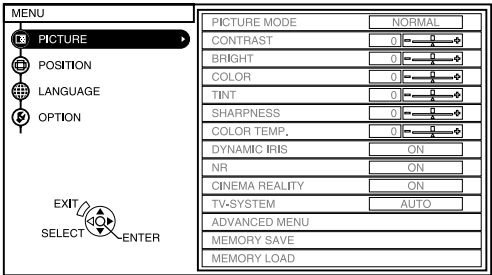 MENU
PICTURE
POSITION
LANGUAGE
OPTION
EXIT
SELECT
ENTER
PICTURE MODE NORMAL
CONTRAST 0
BRIGHT 0
COLOR 0
TINT 0
SHARPNESS 0
COLOR TEMP. 0
DYNAMIC IRIS ON
NR ON
CINEMA REALITY ON
TV-SYSTEM AUTO
ADVANCED MENU
MEMORY SAVE
MEMORY LOAD